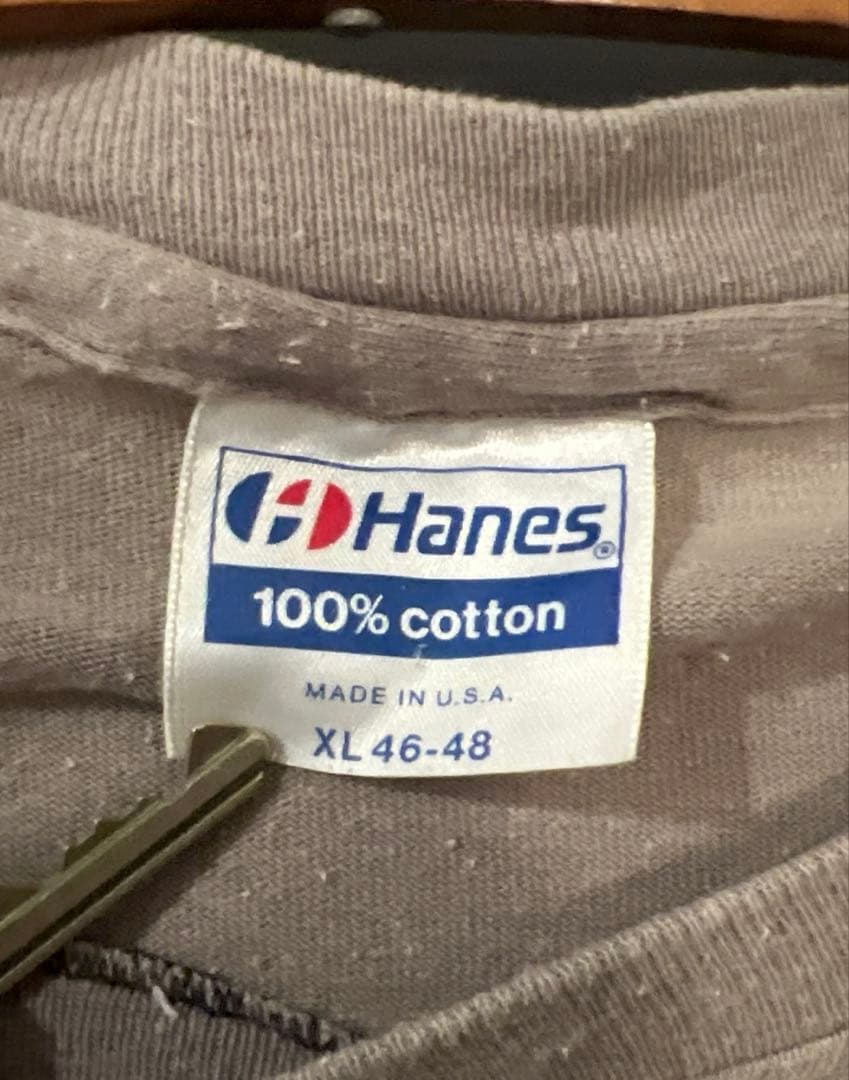 Hanes®
100% cotton
MADE IN U.S.A.
XL 46-48